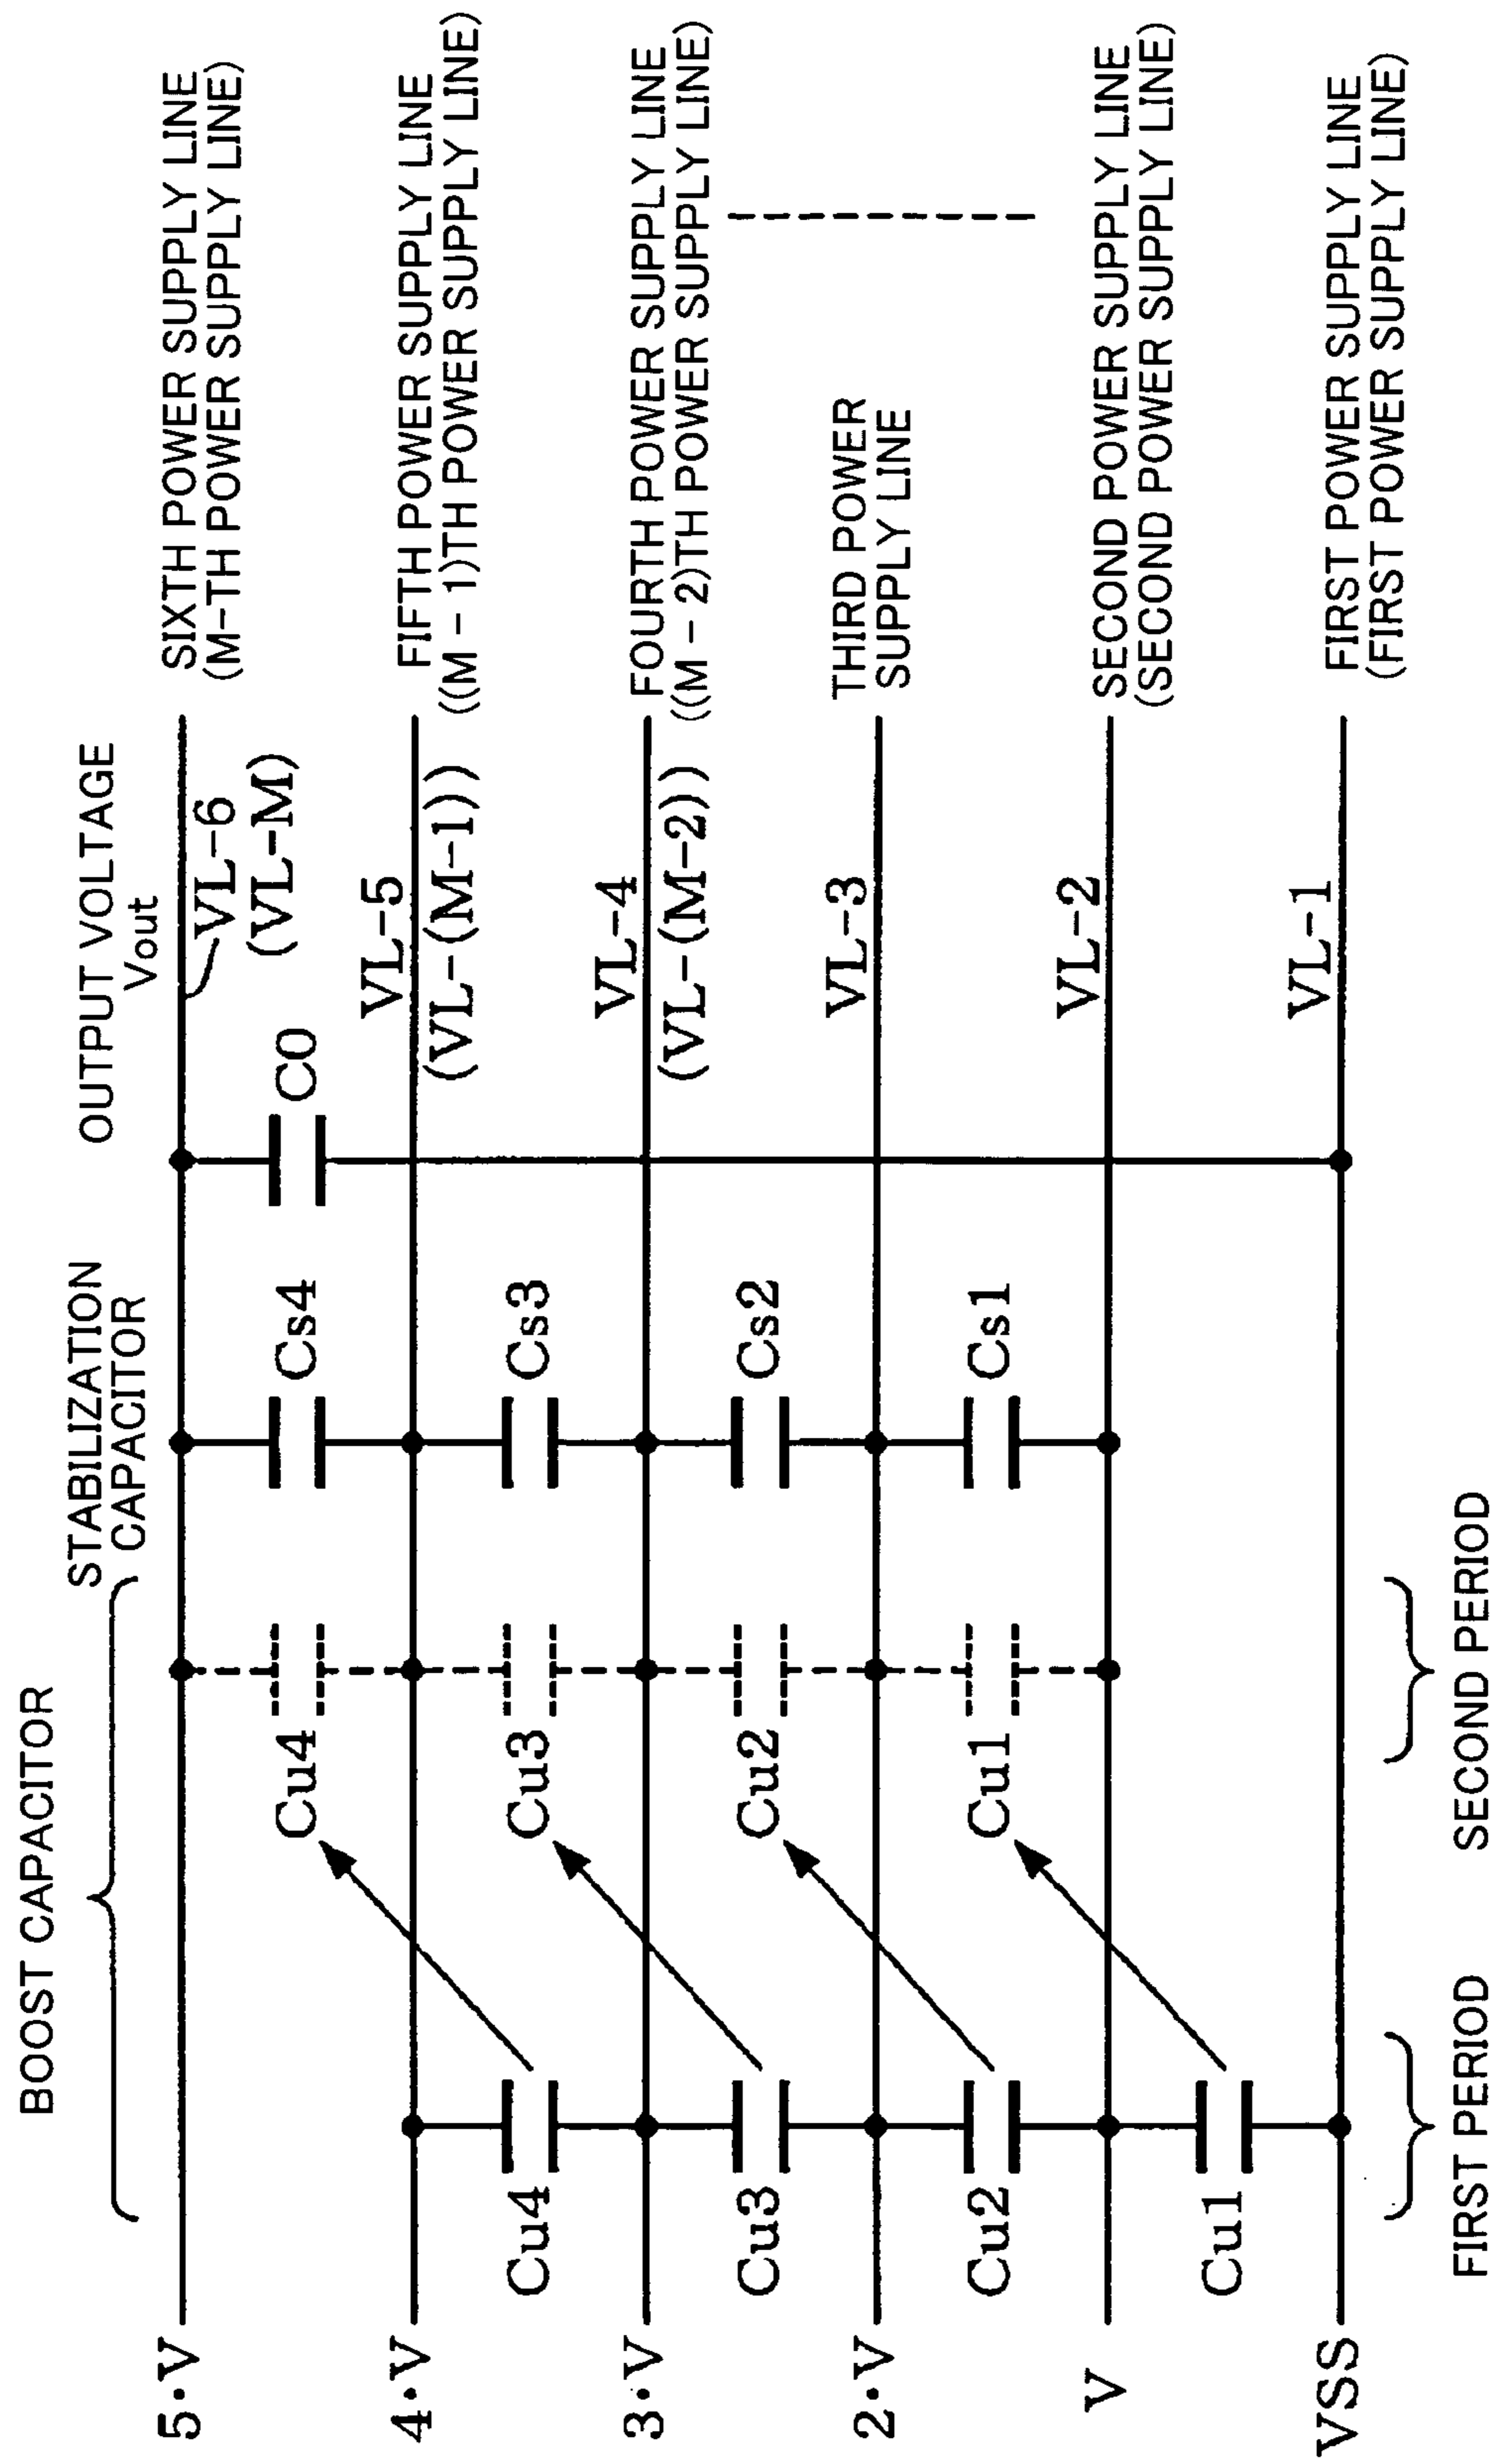 BOOST CAPACITOR
STABILIZATION
CAPACITOR
OUTPUT VOLTAGE
Vout
5·V
VL-6
(VL-M)
SIXTH POWER SUPPLY LINE
(M-TH POWER SUPPLY LINE)
Cu4
Cs4
C0
4·V
VL-5
(VL-(M-1))
FIFTH POWER SUPPLY LINE
((M - 1)TH POWER SUPPLY LINE)
Cu4
Cu3
Cs3
3·V
VL-4
(VL-(M-2))
FOURTH POWER SUPPLY LINE
((M - 2)TH POWER SUPPLY LINE)
Cu3
Cu2
Cs2
2·V
VL-3
THIRD POWER
SUPPLY LINE
Cu2
Cu1
Cs1
V
VL-2
SECOND POWER SUPPLY LINE
(SECOND POWER SUPPLY LINE)
Cu1
VSS
VL-1
FIRST POWER SUPPLY LINE
(FIRST POWER SUPPLY LINE)
FIRST PERIOD
SECOND PERIOD